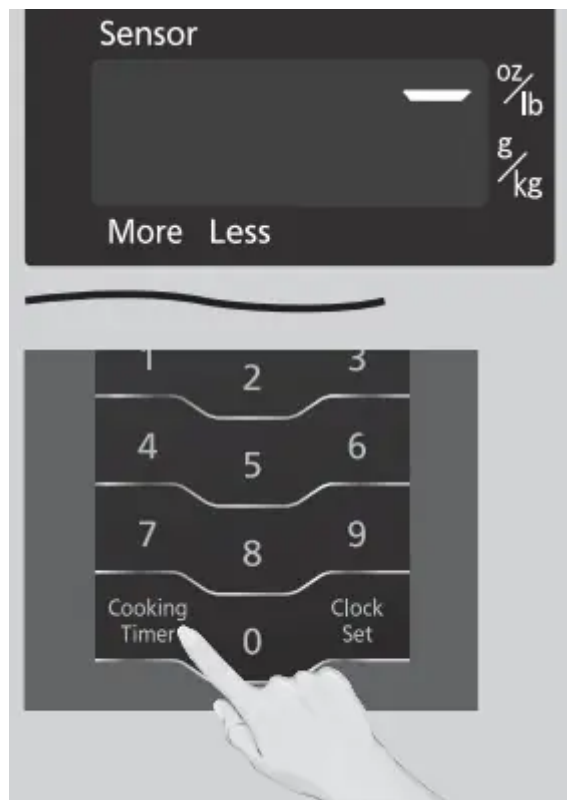 Sensor
oz/lb
g/kg
More Less
1 2 3
4 5 6
7 8 9
Cooking Timer 0 Clock Set